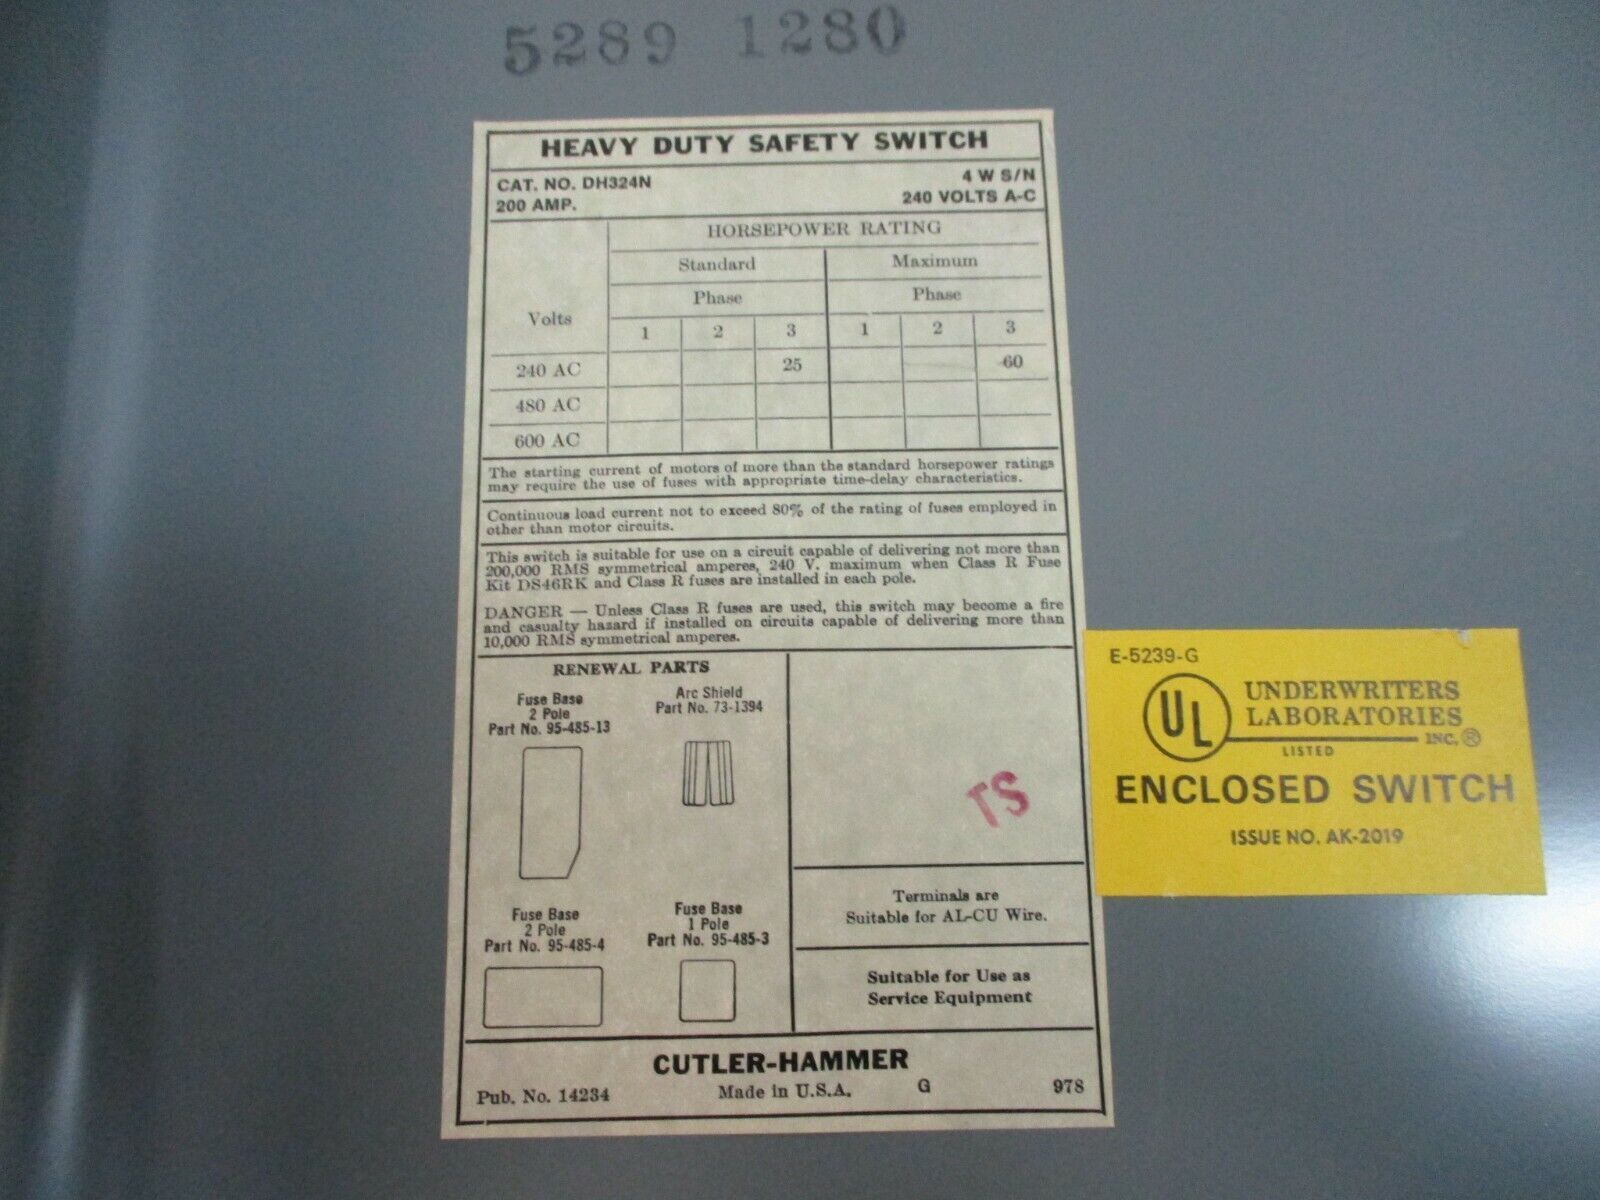 5289 1280
HEAVY DUTY SAFETY SWITCH
CAT. NO. DH324N
200 AMP.
4 W S/N
240 VOLTS A-C
HORSEPOWER RATING
Standard
Maximum
Phase
Phase
Volts
1 2 3 1 2 3
240 AC 25 60
480 AC
600 AC
The starting current of motors of more than the standard horsepower ratings
may require the use of fuses with appropriate time-delay characteristics.
Continuous load current not to exceed 80% of the rating of fuses employed in
other than motor circuits.
This switch is suitable for use on a circuit capable of delivering not more than
200,000 RMS symmetrical amperes, 240 V. maximum when Class R Fuse
Kit DS46RK and Class R fuses are installed in each pole.
DANGER — Unless Class R fuses are used, this switch may become a fire
and casualty hazard if installed on circuits capable of delivering more than
10,000 RMS symmetrical amperes.
RENEWAL PARTS
Fuse Base
2 Pole
Part No. 95-485-13
Arc Shield
Part No. 73-1394
Fuse Base
2 Pole
Part No. 95-485-4
Fuse Base
1 Pole
Part No. 95-485-3
TS
Terminals are
Suitable for AL-CU Wire.
Suitable for Use as
Service Equipment
CUTLER-HAMMER
Pub. No. 14234
Made in U.S.A.
G
978
E-5239-G
UL
UNDERWRITERS
LABORATORIES
INC.®
LISTED
ENCLOSED SWITCH
ISSUE NO. AK-2019